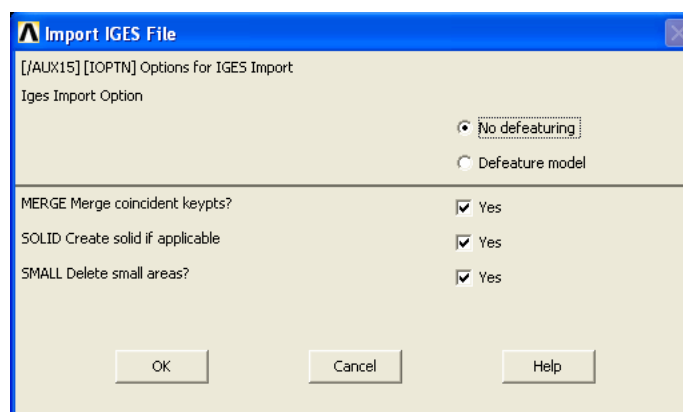 Import IGES File
[/AUX15] [IOPTN] Options for IGES Import
Iges Import Option
No defeaturing
Defeature model
MERGE Merge coincident keypts? Yes
SOLID Create solid if applicable Yes
SMALL Delete small areas? Yes
OK Cancel Help